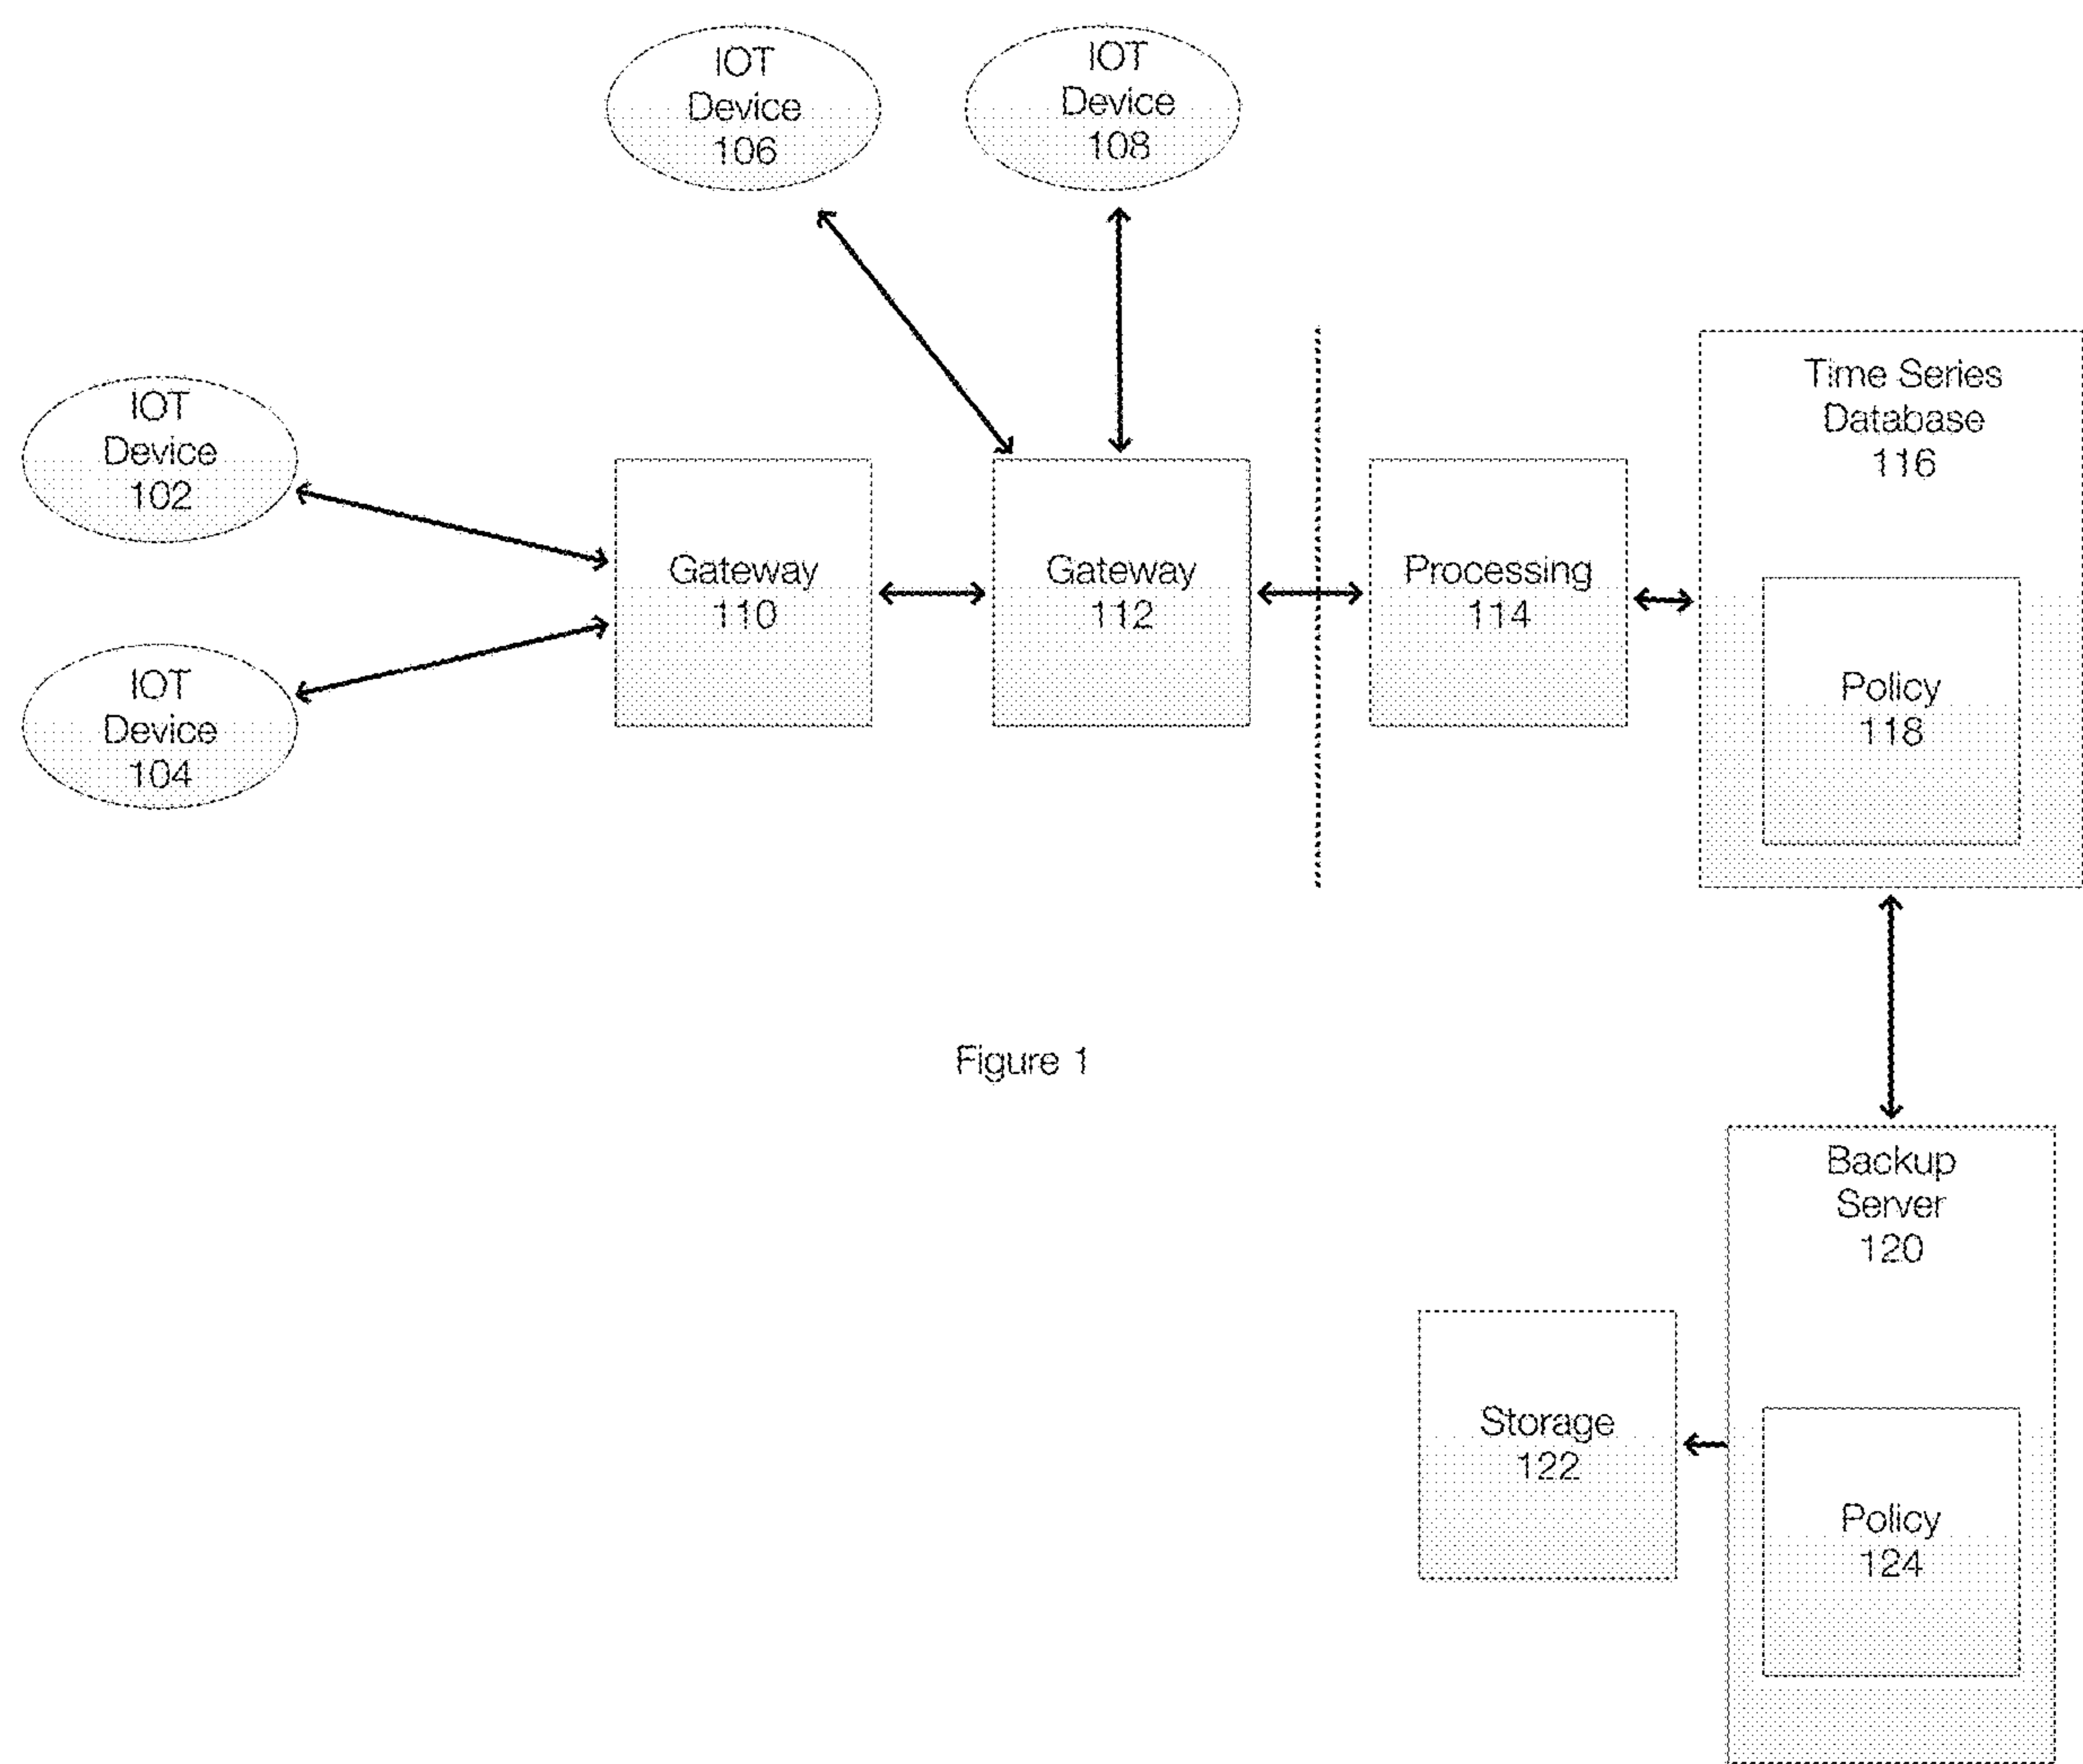 IOT
Device
106
IOT
Device
108
IOT
Device
102
IOT
Device
104
Gateway
110
Gateway
112
Processing
114
Time Series
Database
116
Policy
118
Figure 1
Backup
Server
120
Storage
122
Policy
124